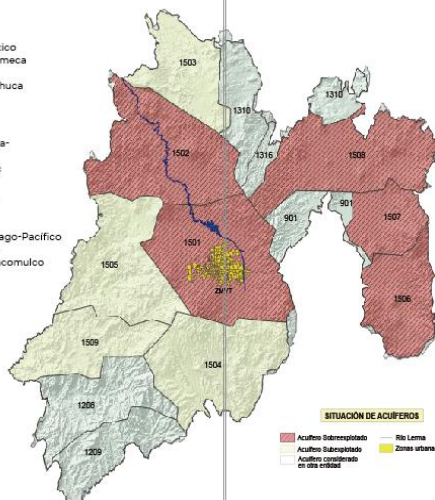 ico
meca
huca
a-
ago-Pacífico
comulco
1503
1310
1310
1502
1316
1508
901
901
1507
1501
1505
ZMVT
1506
1509
1504
1208
1209
SITUACIÓN DE ACUÍFEROS
Acuífero Sobreexplotado
Acuífero Subexplotado
Acuífero considerado
en otra entidad
Río Lerma
Zonas urbana